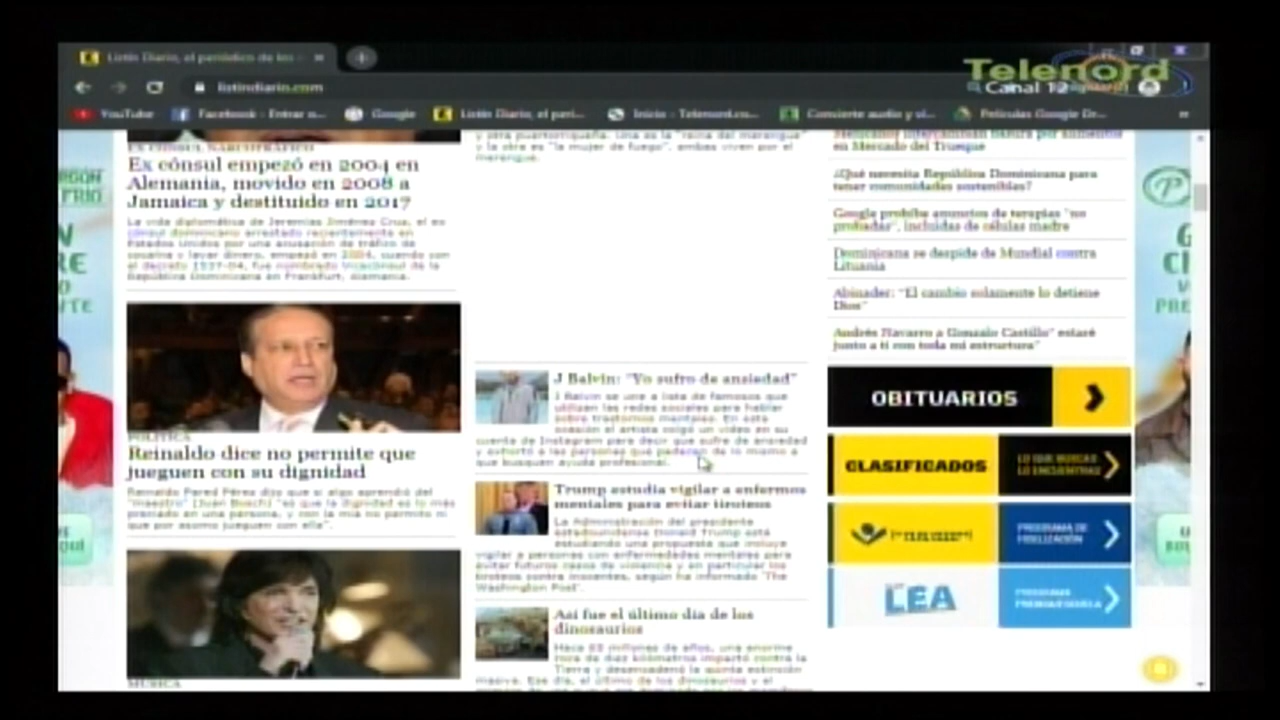 Listín Diario, el periódico de los
Telenord
Canal 12
listindiario.com
YouTube
Facebook - Entrar o...
Google
Listín Diario, el perí...
Inicio - Telenord.co...
Convierte audio y ví...
Películas Google Dr...
EX CÓNSUL NARCOTRÁFICO
Ex cónsul empezó en 2004 en
Alemania, movido en 2008 a
Jamaica y destituido en 2017
La vida diplomática de Jeremías Jiménez Cruz, el ex
cónsul dominicano arrestado recientemente en
Estados Unidos por una acusación de tráfico de
cocaína y lavar dinero, empezó en 2004, cuando con
el decreto 1537-04, fue nombrado vicecónsul de la
República Dominicana en Frankfurt, Alemania.
POLÍTICA
Reinaldo dice no permite que
jueguen con su dignidad
Reinaldo Pared Pérez dijo que si algo aprendió del
"maestro" (Juan Bosch) "es que la dignidad es lo más
preciado en una persona, y con la mía no permito ni
que por asomo jueguen con ella".
MÚSICA
y otra puertorriqueña. Una es la "reina del merengue"
y la otra es "la mujer de fuego", ambas viven por el
merengue.
J Balvin: "Yo sufro de ansiedad"
J Balvin se une a lista de famosos que
utilizan las redes sociales para hablar
sobre trastornos mentales. En esta
ocasión el artista colgó un video en su
cuenta de Instagram para decir que sufre de ansiedad
y exhortó a las personas que padecen de lo mismo a
que busquen ayuda profesional.
Trump estudia vigilar a enfermos
mentales para evitar tiroteos
La Administración del presidente
estadounidense Donald Trump está
estudiando una propuesta que incluye
vigilar a personas con enfermedades mentales para
evitar futuros casos de violencia y en particular los
tiroteos contra inocentes, según ha informado 'The
Washington Post'.
Así fue el último día de los
dinosaurios
Hace 66 millones de años, una enorme
roca de diez kilómetros impactó contra la
Tierra y desencadenó la quinta extinción
masiva. Ese día, el último de los dinosaurios y el
en Mercado del Trueque
¿Qué necesita República Dominicana para
tener comunidades sostenibles?
Google prohíbe anuncios de terapias "no
probadas", incluidas de células madre
Dominicana se despide de Mundial contra
Lituania
Abinader: "El cambio solamente lo detiene
Dios"
Andrés Navarro a Gonzalo Castillo" estaré
junto a ti con toda mi estructura"
OBITUARIOS
CLASIFICADOS
LO QUE BUSCAS
LO ENCUENTRAS
PROGRAMA DE
FIDELIZACIÓN
LEA
PROGRAMA
PRENSA/ESCUELA